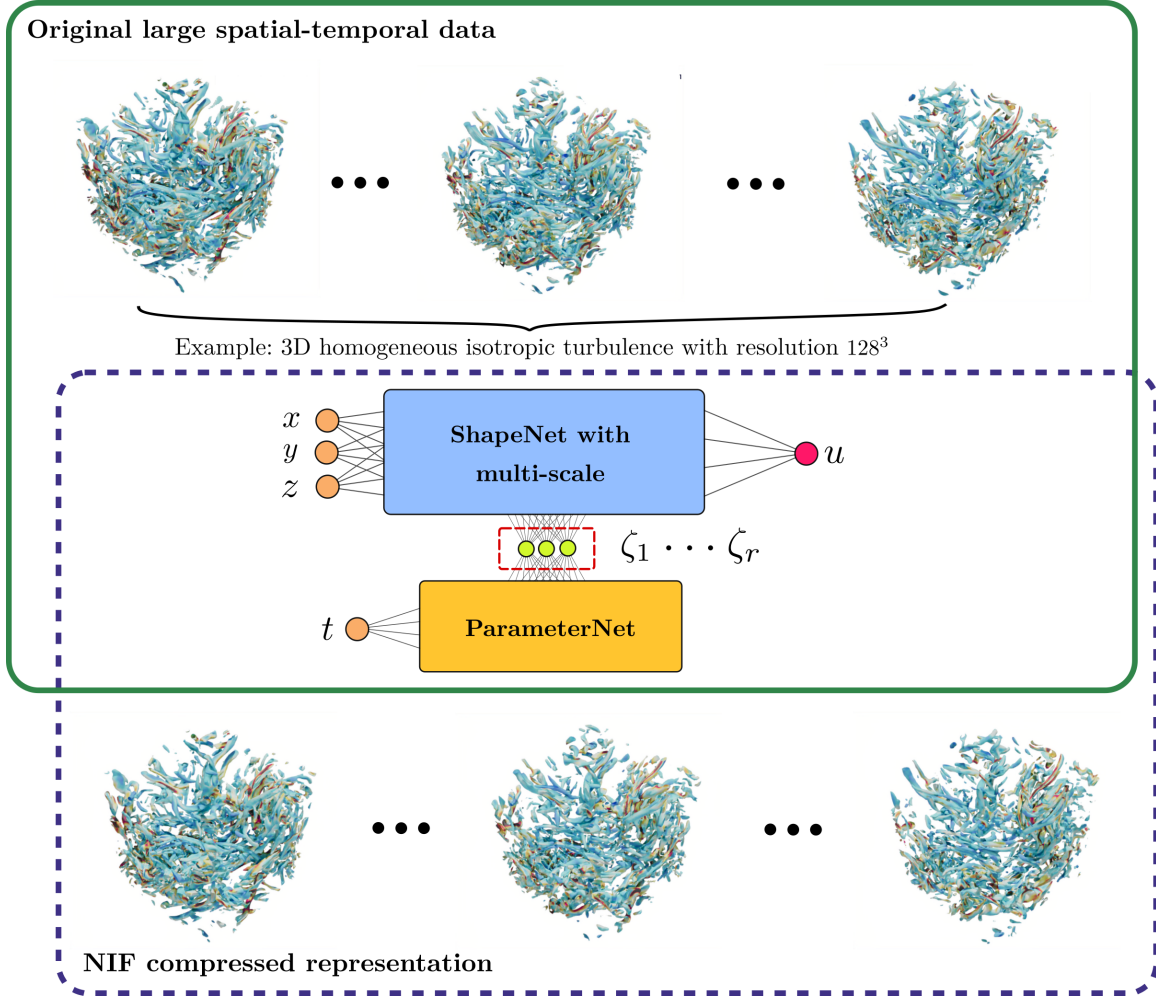 Original large spatial-temporal data
Example: 3D homogeneous isotropic turbulence with resolution 128³
x
y
z
ShapeNet with
multi-scale
u
ζ₁ · · · ζᵣ
t
ParameterNet
NIF compressed representation